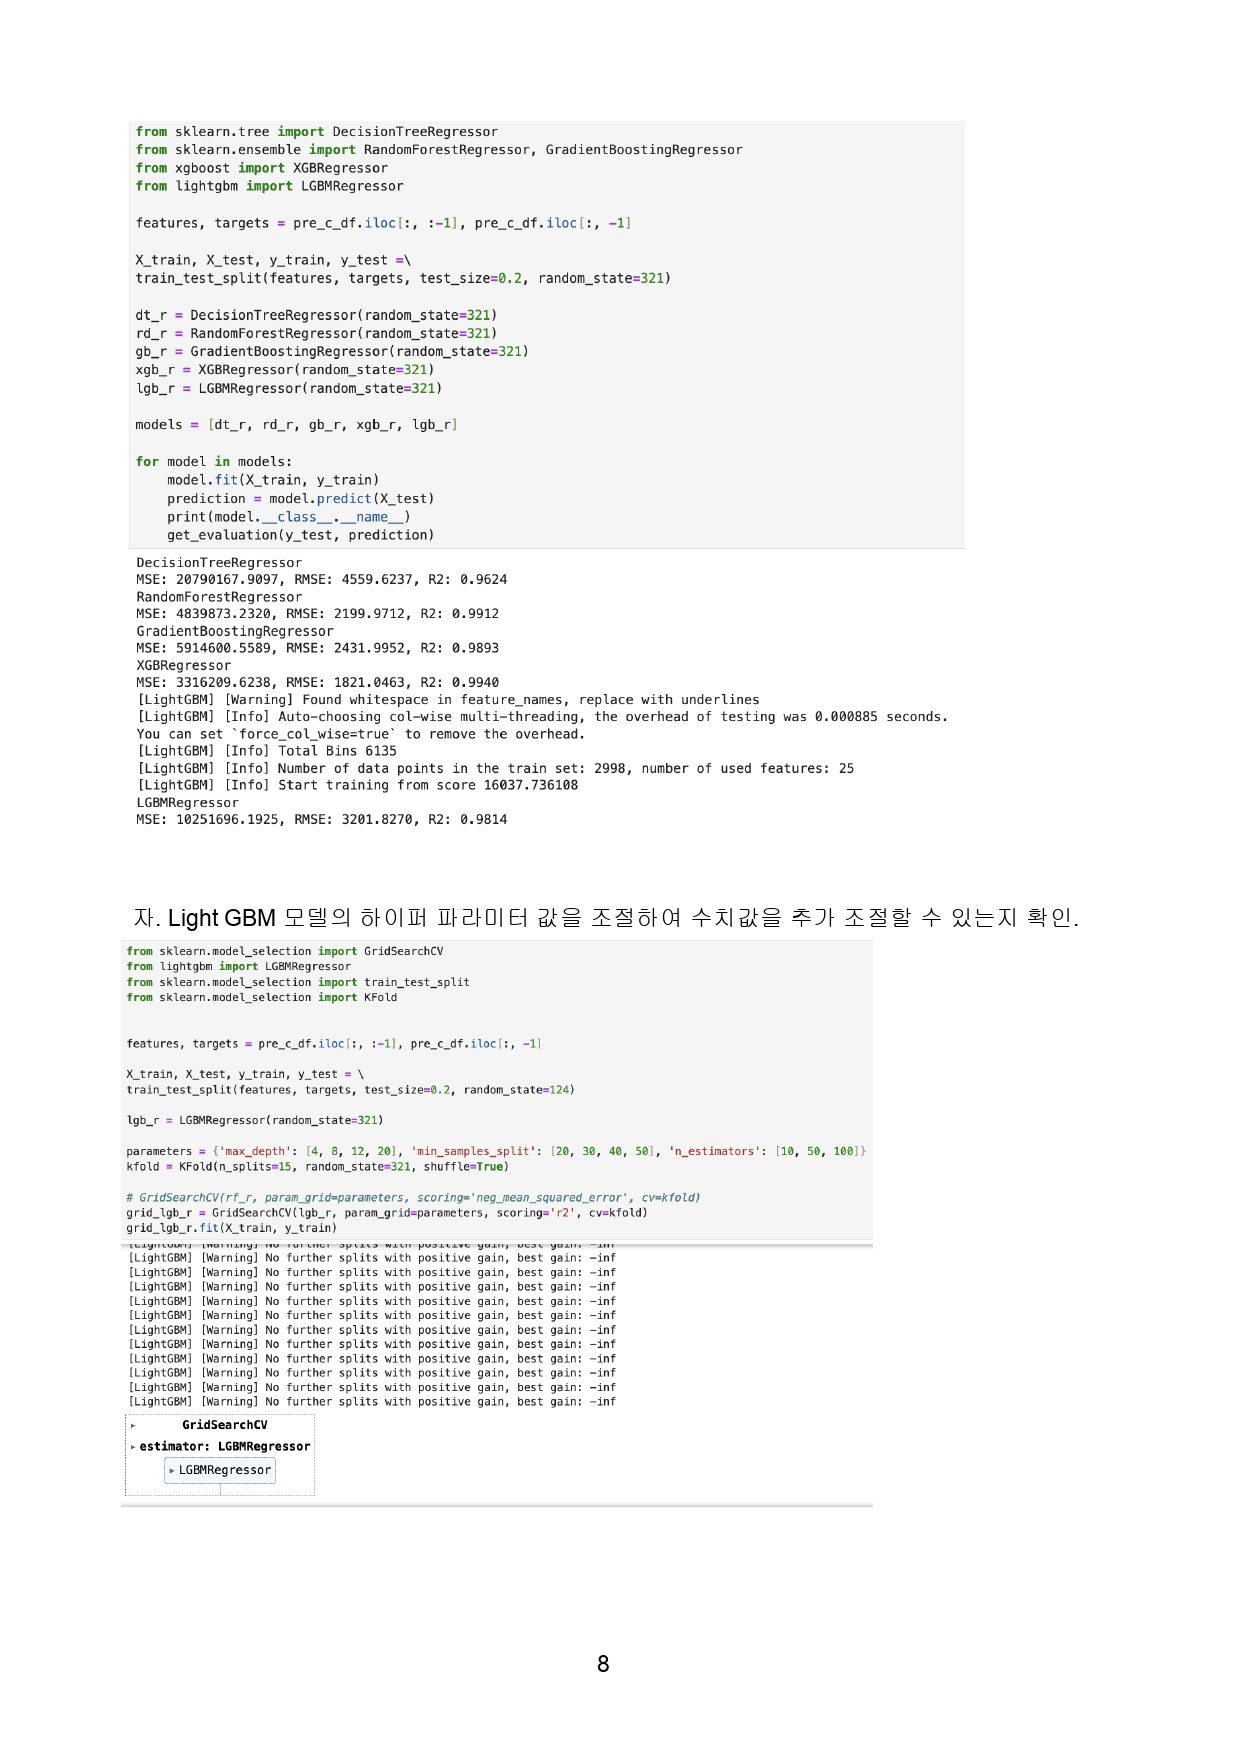 from sklearn.tree import DecisionTreeRegressor
from sklearn.ensemble import RandomForestRegressor, GradientBoostingRegressor
from xgboost import XGBRegressor
from lightgbm import LGBMRegressor
features, targets = pre_c_df.iloc[:, :-1], pre_c_df.iloc[:, -1]
X_train, X_test, y_train, y_test =\
train_test_split(features, targets, test_size=0.2, random_state=321)
dt_r = DecisionTreeRegressor(random_state=321)
rd_r = RandomForestRegressor(random_state=321)
gb_r = GradientBoostingRegressor(random_state=321)
xgb_r = XGBRegressor(random_state=321)
lgb_r = LGBMRegressor(random_state=321)
models = [dt_r, rd_r, gb_r, xgb_r, lgb_r]
for model in models:
    model.fit(X_train, y_train)
    prediction = model.predict(X_test)
    print(model.__class__.__name__)
    get_evaluation(y_test, prediction)
DecisionTreeRegressor
MSE: 20790167.9097, RMSE: 4559.6237, R2: 0.9624
RandomForestRegressor
MSE: 4839873.2320, RMSE: 2199.9712, R2: 0.9912
GradientBoostingRegressor
MSE: 5914600.5589, RMSE: 2431.9952, R2: 0.9893
XGBRegressor
MSE: 3316209.6238, RMSE: 1821.0463, R2: 0.9940
[LightGBM] [Warning] Found whitespace in feature_names, replace with underlines
[LightGBM] [Info] Auto-choosing col-wise multi-threading, the overhead of testing was 0.000885 seconds.
You can set `force_col_wise=true` to remove the overhead.
[LightGBM] [Info] Total Bins 6135
[LightGBM] [Info] Number of data points in the train set: 2998, number of used features: 25
[LightGBM] [Info] Start training from score 16037.736108
LGBMRegressor
MSE: 10251696.1925, RMSE: 3201.8270, R2: 0.9814
자. Light GBM 모델의 하이퍼 파라미터 값을 조절하여 수치값을 추가 조절할 수 있는지 확인.
from sklearn.model_selection import GridSearchCV
from lightgbm import LGBMRegressor
from sklearn.model_selection import train_test_split
from sklearn.model_selection import KFold
features, targets = pre_c_df.iloc[:, :-1], pre_c_df.iloc[:, -1]
X_train, X_test, y_train, y_test = \
train_test_split(features, targets, test_size=0.2, random_state=124)
lgb_r = LGBMRegressor(random_state=321)
parameters = {'max_depth': [4, 8, 12, 20], 'min_samples_split': [20, 30, 40, 50], 'n_estimators': [10, 50, 100]}
kfold = KFold(n_splits=15, random_state=321, shuffle=True)
# GridSearchCV(rf_r, param_grid=parameters, scoring='neg_mean_squared_error', cv=kfold)
grid_lgb_r = GridSearchCV(lgb_r, param_grid=parameters, scoring='r2', cv=kfold)
grid_lgb_r.fit(X_train, y_train)
[LightGBM] [Warning] No further splits with positive gain, best gain: -inf
[LightGBM] [Warning] No further splits with positive gain, best gain: -inf
[LightGBM] [Warning] No further splits with positive gain, best gain: -inf
[LightGBM] [Warning] No further splits with positive gain, best gain: -inf
[LightGBM] [Warning] No further splits with positive gain, best gain: -inf
[LightGBM] [Warning] No further splits with positive gain, best gain: -inf
[LightGBM] [Warning] No further splits with positive gain, best gain: -inf
[LightGBM] [Warning] No further splits with positive gain, best gain: -inf
[LightGBM] [Warning] No further splits with positive gain, best gain: -inf
[LightGBM] [Warning] No further splits with positive gain, best gain: -inf
[LightGBM] [Warning] No further splits with positive gain, best gain: -inf
[LightGBM] [Warning] No further splits with positive gain, best gain: -inf
GridSearchCV
estimator: LGBMRegressor
LGBMRegressor
8